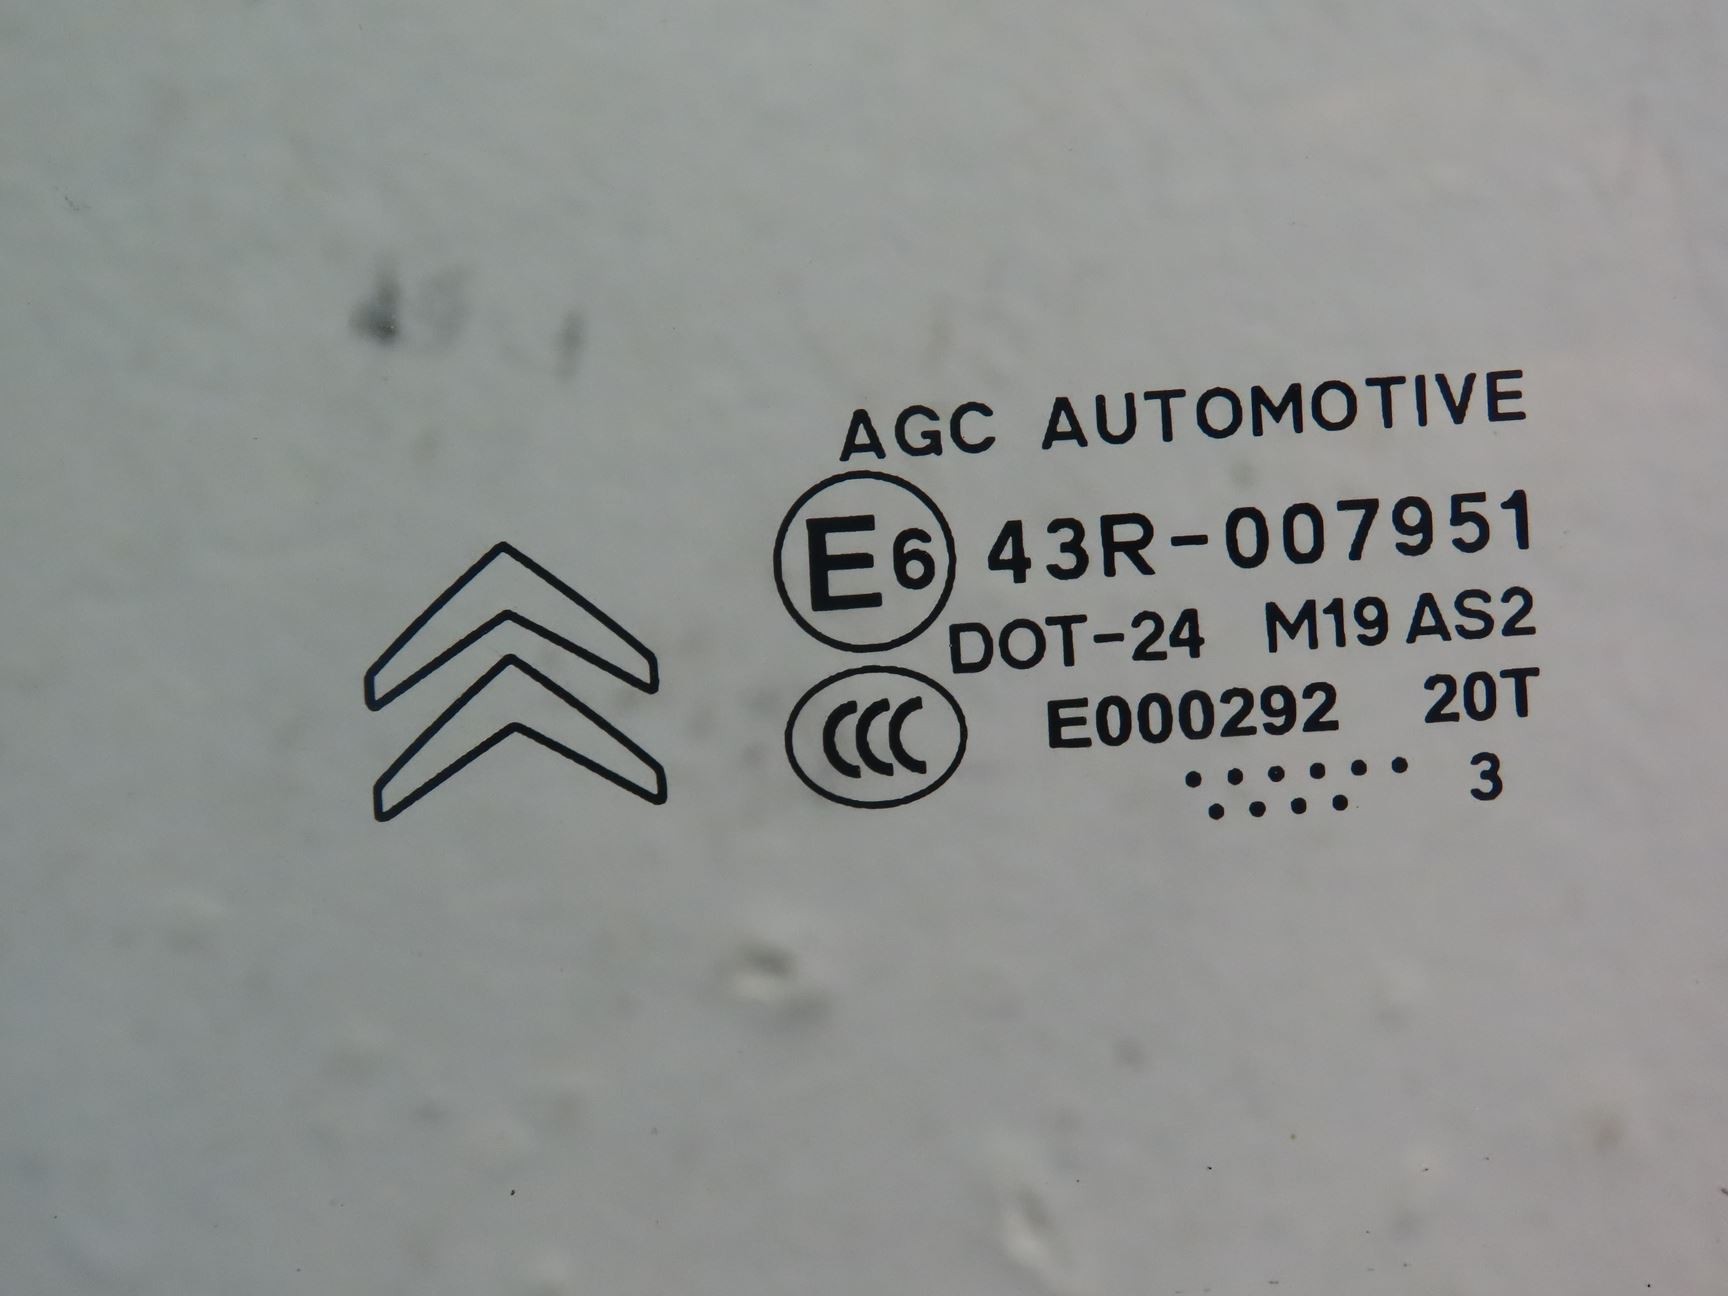 AGC AUTOMOTIVE
E6 43R-007951
DOT-24 M19 AS2
CCC E000292 20T
3